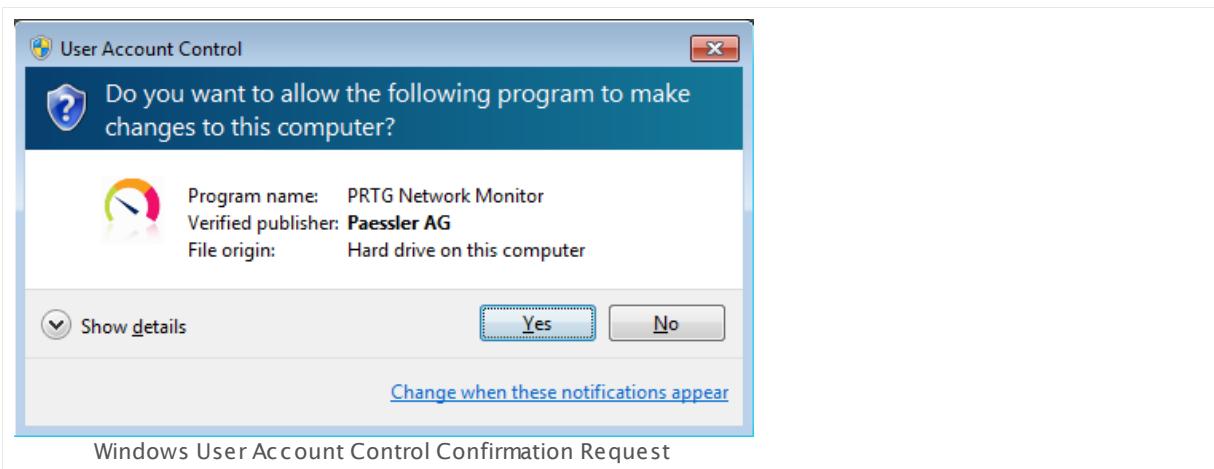 User Account Control
Do you want to allow the following program to make
changes to this computer?
Program name: PRTG Network Monitor
Verified publisher: Paessler AG
File origin: Hard drive on this computer
Show details Yes No
Change when these notifications appear
Windows User Account Control Confirmation Request